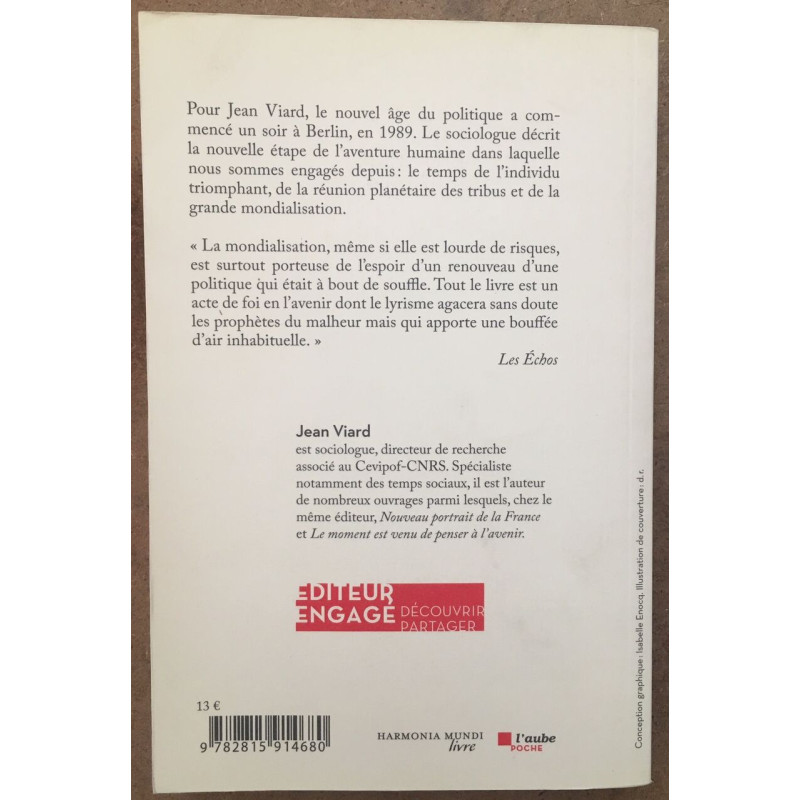 Pour Jean Viard, le nouvel âge du politique a com-
mencé un soir à Berlin, en 1989. Le sociologue décrit
la nouvelle étape de l'aventure humaine dans laquelle
nous sommes engagés depuis : le temps de l'individu
triomphant, de la réunion planétaire des tribus et de la
grande mondialisation.
« La mondialisation, même si elle est lourde de risques,
est surtout porteuse de l'espoir d'un renouveau d'une
politique qui était à bout de souffle. Tout le livre est un
acte de foi en l'avenir dont le lyrisme agacera sans doute
les prophètes du malheur mais qui apporte une bouffée
d'air inhabituelle. »
Les Échos
Jean Viard
est sociologue, directeur de recherche
associé au Cevipof-CNRS. Spécialiste
notamment des temps sociaux, il est l'auteur
de nombreux ouvrages parmi lesquels, chez le
même éditeur, Nouveau portrait de la France
et Le moment est venu de penser à l'avenir.
ÉDITEUR
ENGAGÉ
DÉCOUVRIR
PARTAGER
13 €
9 782815 914680
HARMONIA MUNDI
livre
l'aube
POCHE
Conception graphique : Isabelle Enocq. Illustration de couverture : d.r.